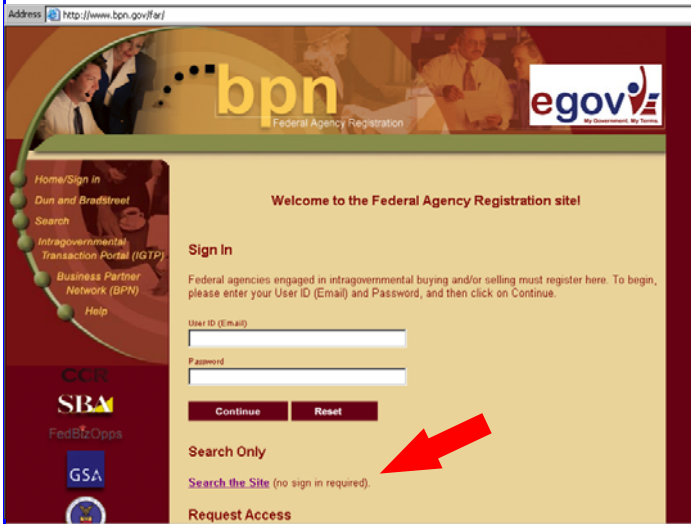 Address http://www.bpn.gov/far/
bpn
Federal Agency Registration
egov
My Government. My Terms.
Home/Sign in
Dun and Bradstreet
Search
Intragovernmental
Transaction Portal (IGTP)
Business Partner
Network (BPN)
Help
CCR
SBA
FedBizOpps
GSA
Welcome to the Federal Agency Registration site!
Sign In
Federal agencies engaged in intragovernmental buying and/or selling must register here. To begin,
please enter your User ID (Email) and Password, and then click on Continue.
User ID (Email)
Password
Continue Reset
Search Only
Search the Site (no sign in required).
Request Access